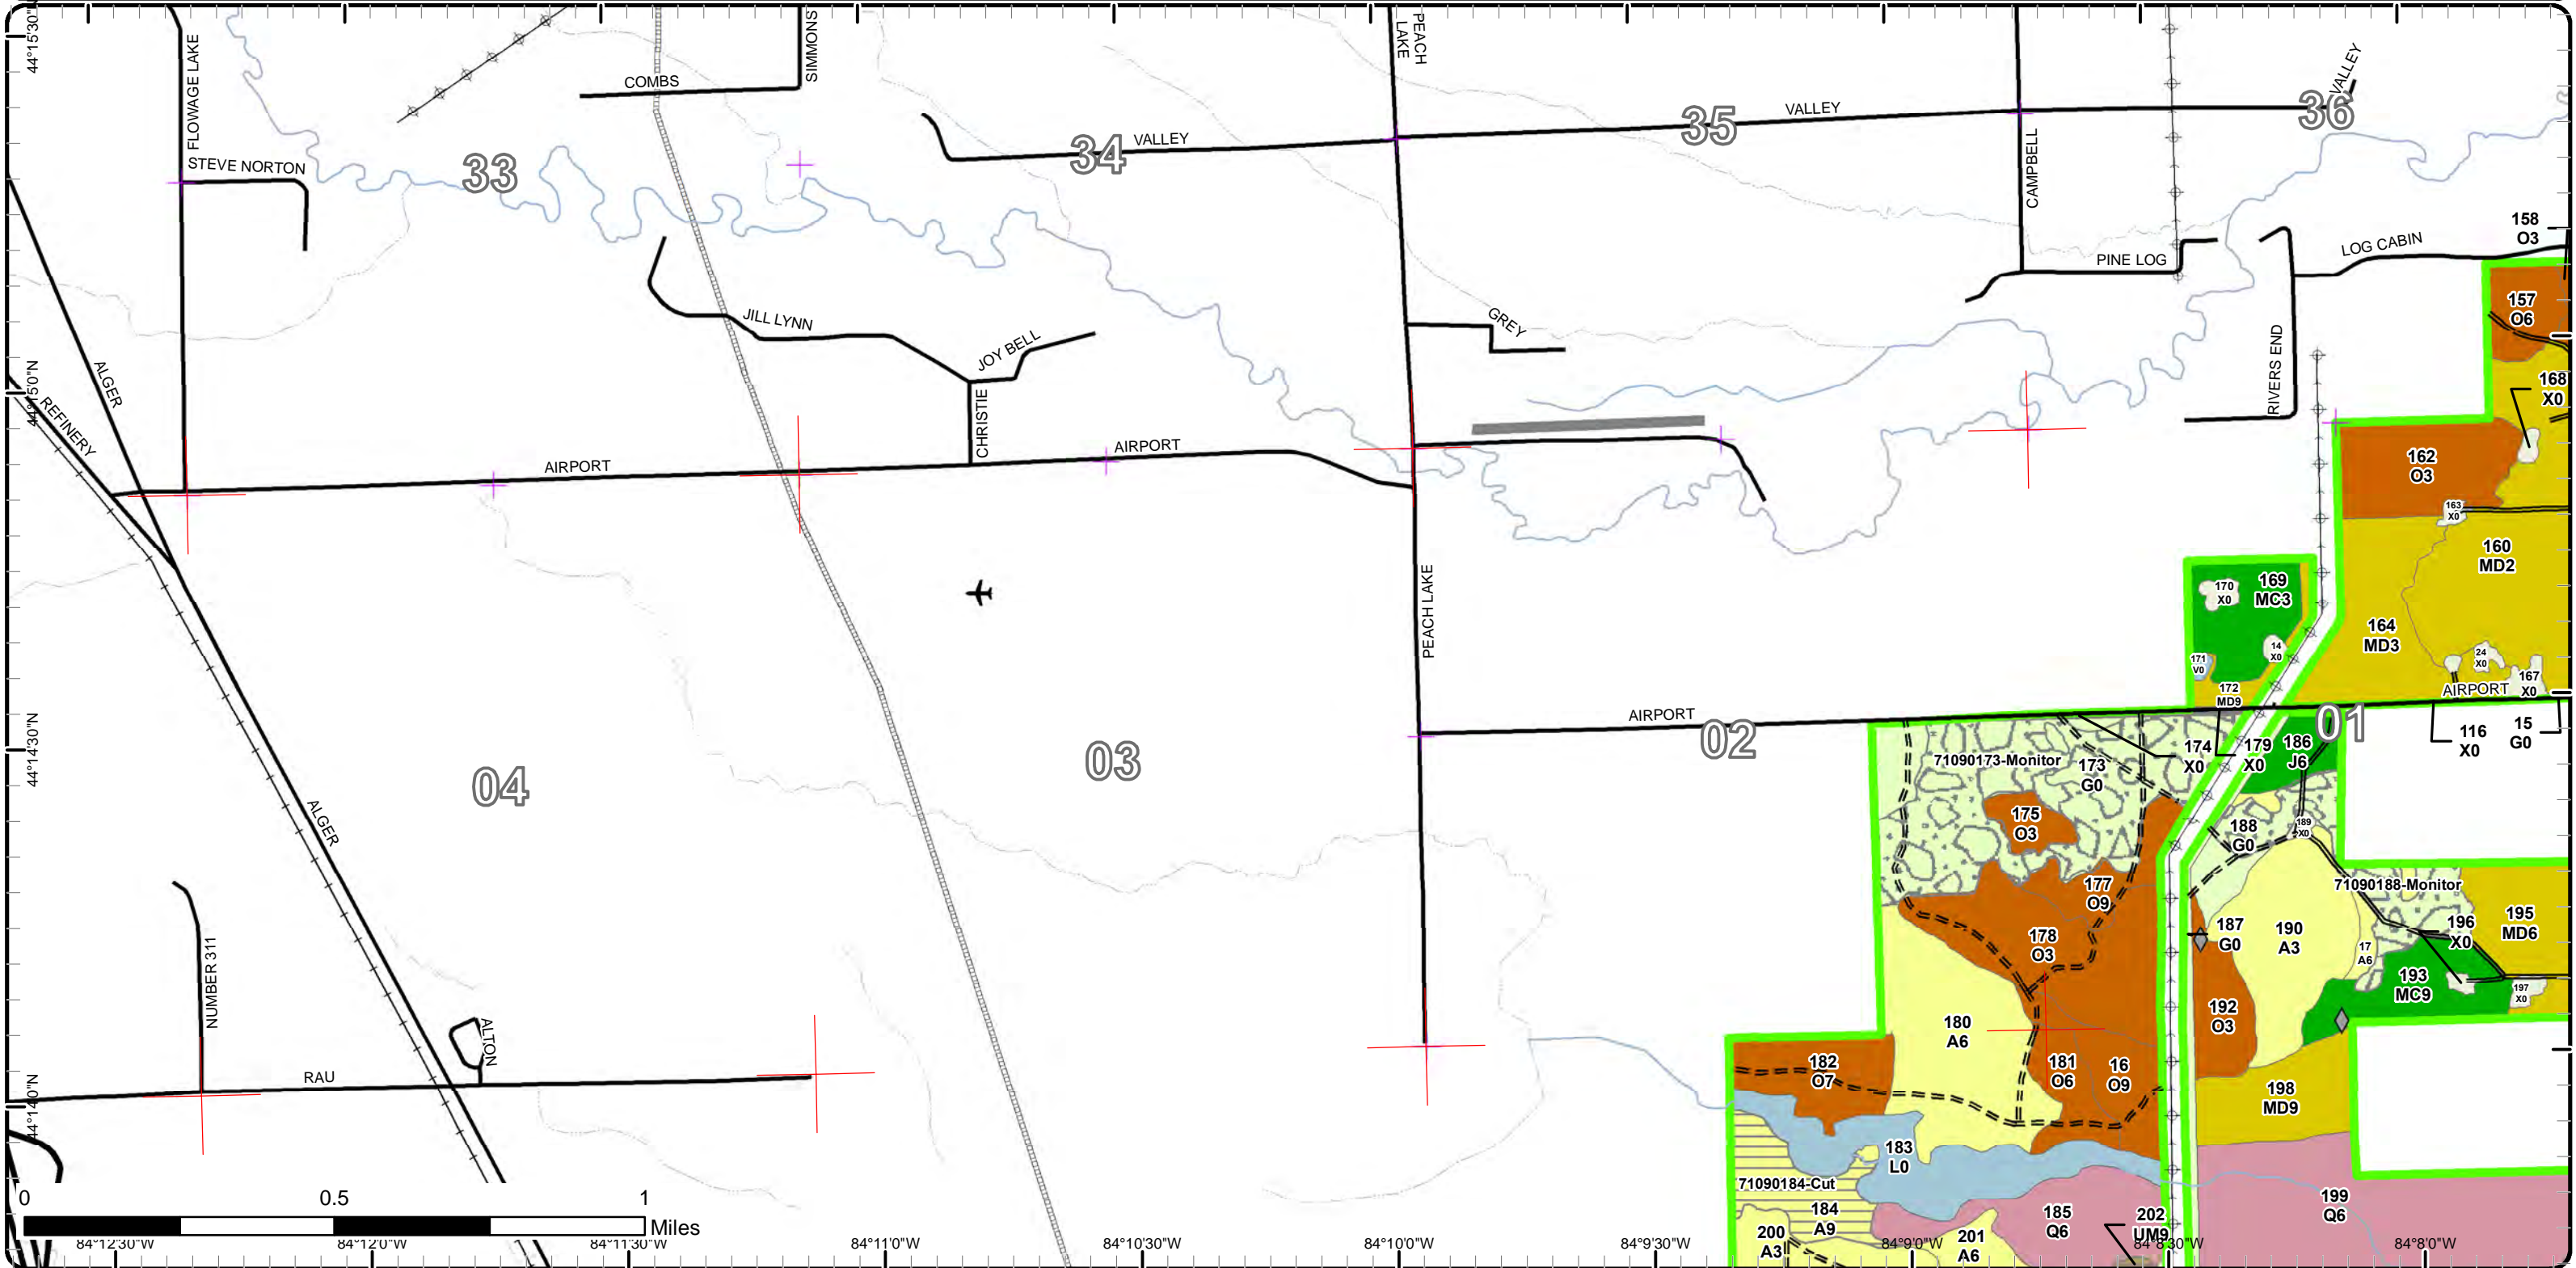 44°15'30"N
FLOWAGE LAKE
COMBS
SIMMONS
PEACH
LAKE
VALLEY
VALLEY
VALLEY
33
34
35
36
STEVE NORTON
CAMPBELL
158
O3
LOG CABIN
PINE LOG
157
O6
JILL LYNN
JOY BELL
GREY
RIVERS END
ALGER
REFINERY
44°15'0"N
CHRISTIE
168
X0
AIRPORT
AIRPORT
162
O3
163
X0
160
MD2
170
X0
169
MC3
PEACH LAKE
164
MD3
14
X0
171
V0
24
X0
167
X0
172
MD9
AIRPORT
AIRPORT
44°14'30"N
04
03
02
01
116
X0
15
G0
71090173-Monitor
173
G0
174
X0
179
X0
186
J6
175
O3
188
G0
189
X0
ALGER
177
O9
71090188-Monitor
178
O3
187
G0
190
A3
17
A6
196
X0
195
MD6
NUMBER 311
193
MC9
197
X0
192
O3
180
A6
ALTON
RAU
182
O7
181
O6
16
O9
198
MD9
44°14'0"N
183
L0
71090184-Cut
184
A9
185
Q6
202
UM9
199
Q6
200
A3
201
A6
0
0.5
1
Miles
84°12'30"W
84°12'0"W
84°11'30"W
84°11'0"W
84°10'30"W
84°10'0"W
84°9'30"W
84°9'0"W
84°8'30"W
84°8'0"W